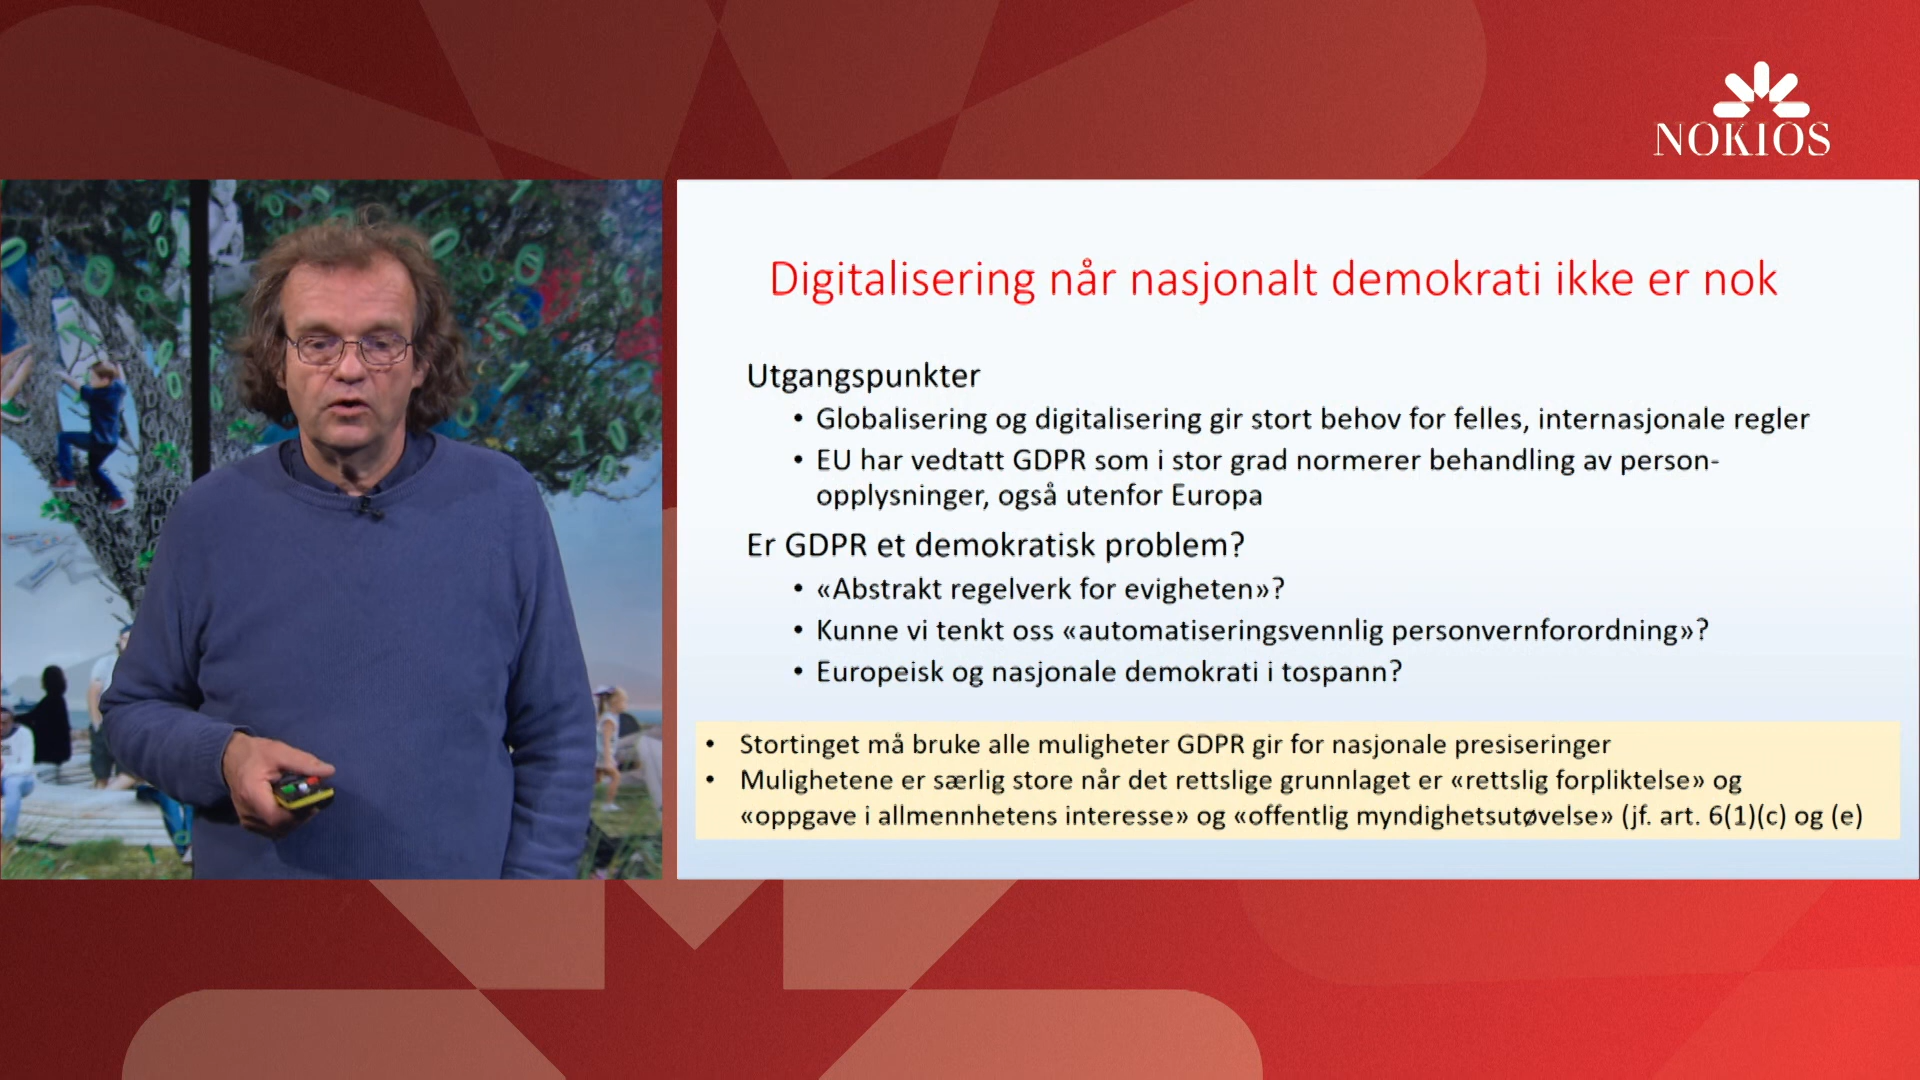 NOKIOS
Digitalisering når nasjonalt demokrati ikke er nok
Utgangspunkter
• Globalisering og digitalisering gir stort behov for felles, internasjonale regler
• EU har vedtatt GDPR som i stor grad normerer behandling av person-
opplysninger, også utenfor Europa
Er GDPR et demokratisk problem?
• «Abstrakt regelverk for evigheten»?
• Kunne vi tenkt oss «automatiseringsvennlig personvernforordning»?
• Europeisk og nasjonale demokrati i tospann?
• Stortinget må bruke alle muligheter GDPR gir for nasjonale presiseringer
• Mulighetene er særlig store når det rettslige grunnlaget er «rettslig forpliktelse» og
«oppgave i allmennhetens interesse» og «offentlig myndighetsutøvelse» (jf. art. 6(1)(c) og (e)